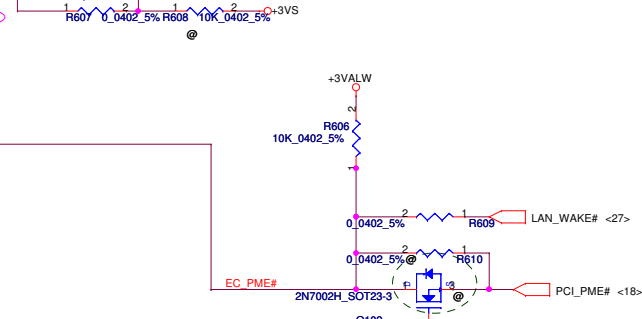 1 2 1 2
R607 0_0402_5% R608 10K_0402_5% +3VS
@
+3VALW
2
R606
10K_0402_5%
1
2 1
0_0402_5% R609 LAN_WAKE# <27>
2 1
0_0402_5% @ R610
EC_PME# 1 3 PCI_PME# <18>
2N7002H_SOT23-3 @